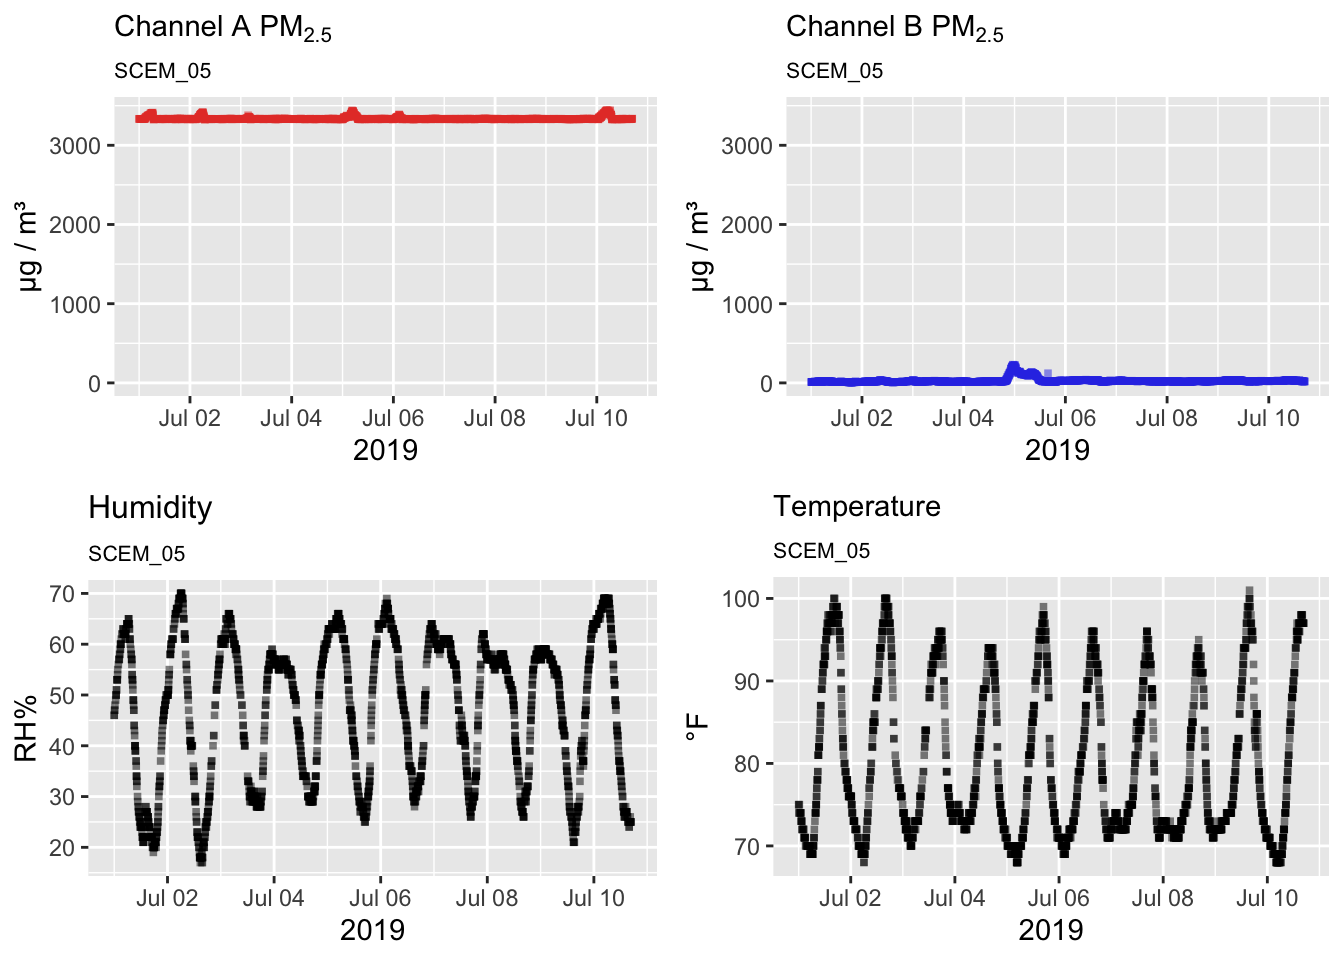 Channel A PM2.5
SCEM_05
3000
2000
1000
0
µg / m³
Jul 02 Jul 04 Jul 06 Jul 08 Jul 10
2019
Channel B PM2.5
SCEM_05
3000
2000
1000
0
µg / m³
Jul 02 Jul 04 Jul 06 Jul 08 Jul 10
2019
Humidity
SCEM_05
70
60
50
40
30
20
RH%
Jul 02 Jul 04 Jul 06 Jul 08 Jul 10
2019
Temperature
SCEM_05
100
90
80
70
°F
Jul 02 Jul 04 Jul 06 Jul 08 Jul 10
2019